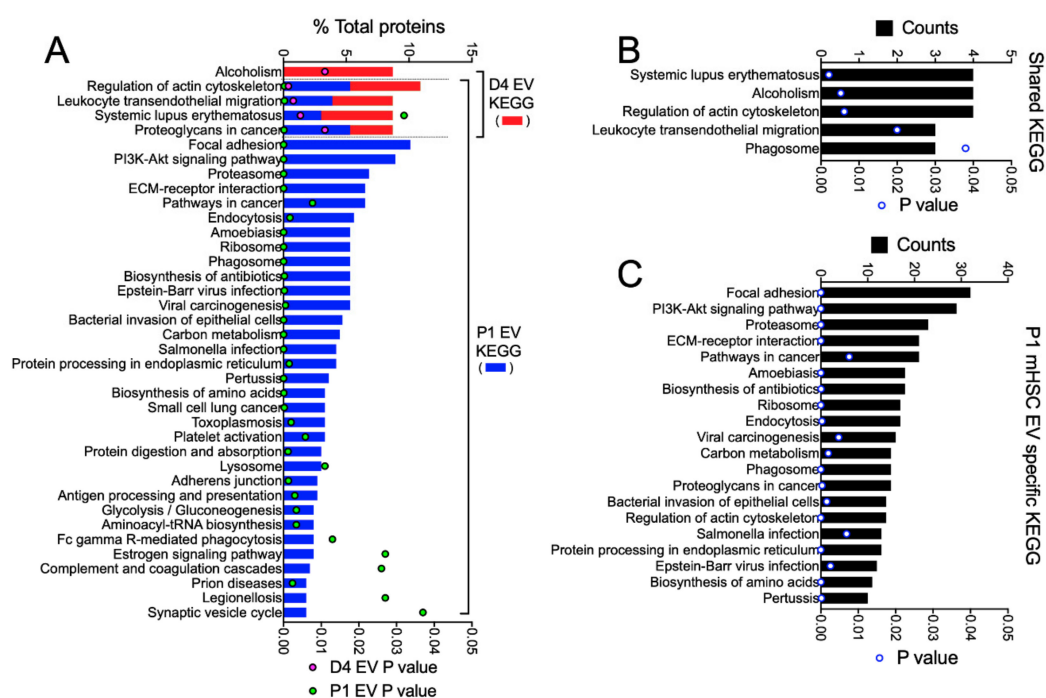 A
% Total proteins
0 5 10 15
Alcoholism
Regulation of actin cytoskeleton
Leukocyte transendothelial migration
Systemic lupus erythematosus
Proteoglycans in cancer
Focal adhesion
PI3K-Akt signaling pathway
Proteasome
ECM-receptor interaction
Pathways in cancer
Endocytosis
Amoebiasis
Ribosome
Phagosome
Biosynthesis of antibiotics
Epstein-Barr virus infection
Viral carcinogenesis
Bacterial invasion of epithelial cells
Carbon metabolism
Salmonella infection
Protein processing in endoplasmic reticulum
Pertussis
Biosynthesis of amino acids
Small cell lung cancer
Toxoplasmosis
Platelet activation
Protein digestion and absorption
Lysosome
Adherens junction
Antigen processing and presentation
Glycolysis / Gluconeogenesis
Aminoacyl-tRNA biosynthesis
Fc gamma R-mediated phagocytosis
Estrogen signaling pathway
Complement and coagulation cascades
Prion diseases
Legionellosis
Synaptic vesicle cycle
0.00 0.01 0.02 0.03 0.04 0.05
D4 EV P value
P1 EV P value
D4 EV
KEGG
( )
P1 EV
KEGG
( )
B
Counts
0 1 2 3 4 5
Systemic lupus erythematosus
Alcoholism
Regulation of actin cytoskeleton
Leukocyte transendothelial migration
Phagosome
0.00 0.01 0.02 0.03 0.04 0.05
P value
Shared KEGG
C
Counts
0 10 20 30 40
Focal adhesion
PI3K-Akt signaling pathway
Proteasome
ECM-receptor interaction
Pathways in cancer
Amoebiasis
Biosynthesis of antibiotics
Ribosome
Endocytosis
Viral carcinogenesis
Carbon metabolism
Phagosome
Proteoglycans in cancer
Bacterial invasion of epithelial cells
Regulation of actin cytoskeleton
Salmonella infection
Protein processing in endoplasmic reticulum
Epstein-Barr virus infection
Biosynthesis of amino acids
Pertussis
0.00 0.01 0.02 0.03 0.04 0.05
P value
P1 mHSC EV specific KEGG